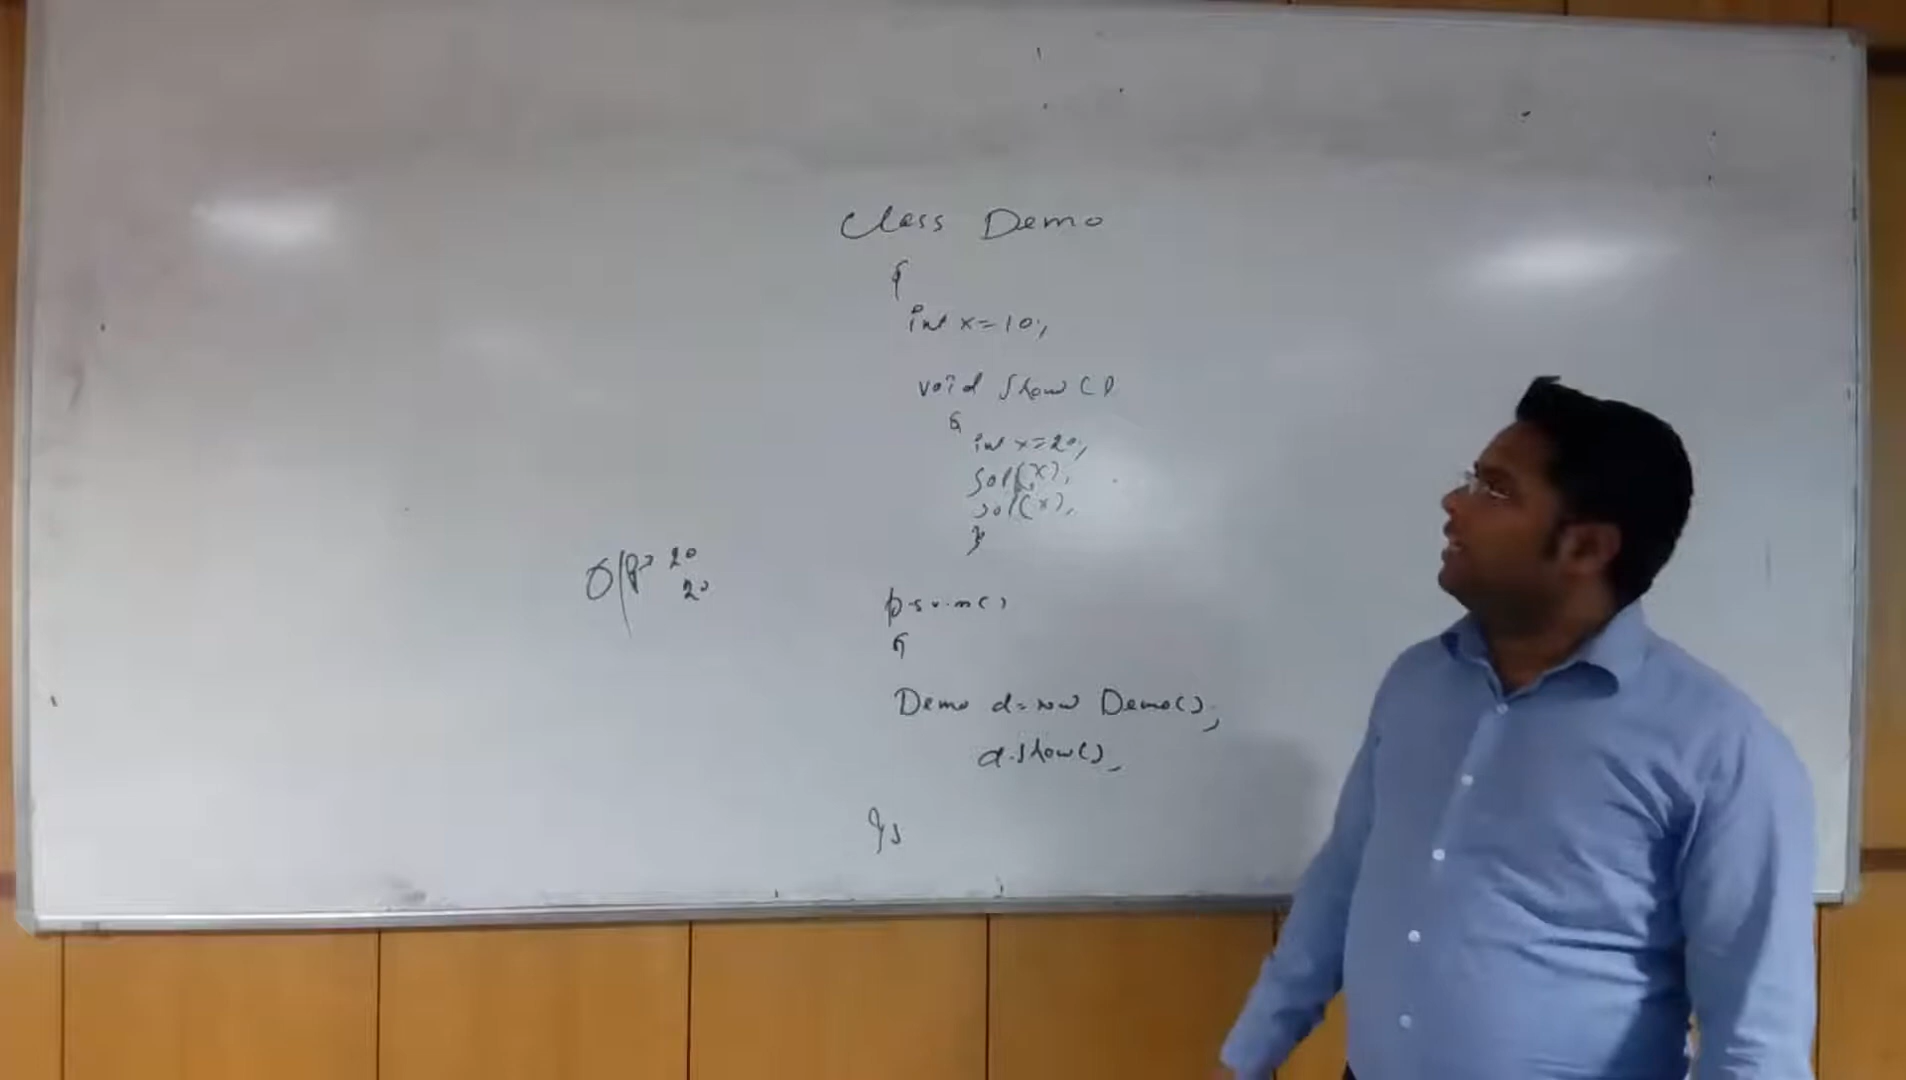 Class Demo
{
int x=10;
void show()
{
int x=20;
sop(x);
sop(x);
}
O/P> 20
20
p.s.v.m()
{
Demo d=new Demo();
d.show();
}}